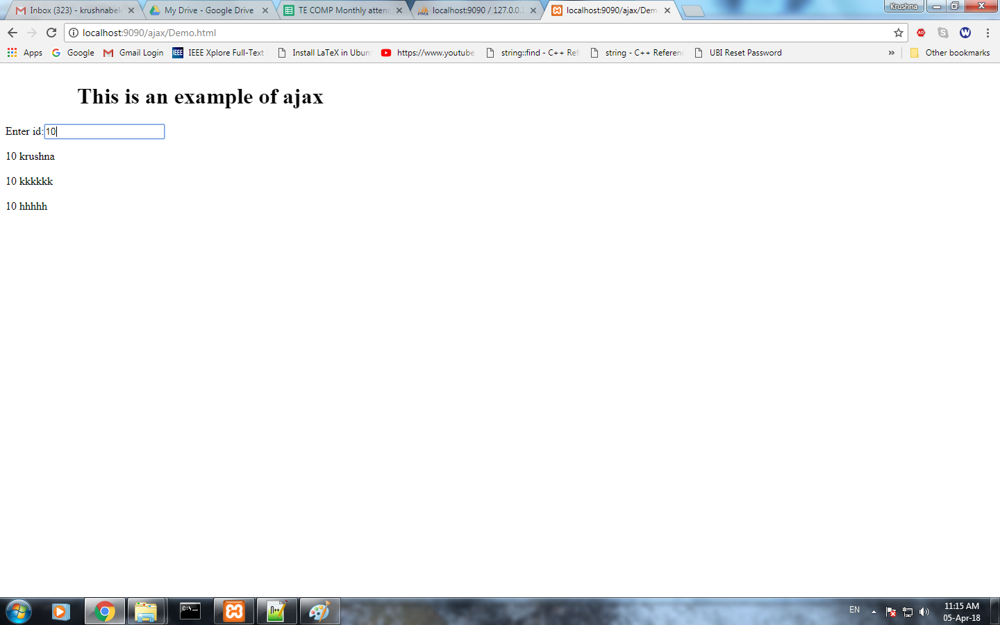 Inbox (323) - krushnabel
My Drive - Google Drive
TE COMP Monthly attend
PMA localhost:9090 / 127.0.0.
localhost:9090/ajax/Dem
Krushna
localhost:9090/ajax/Demo.html
Apps
Google
Gmail Login
IEEE IEEE Xplore Full-Text
Install LaTeX in Ubun
https://www.youtube
string::find - C++ Ref
string - C++ Referen
UBI Reset Password
»
Other bookmarks
This is an example of ajax
Enter id: 10
10 krushna
10 kkkkkk
10 hhhhh
EN
11:15 AM
05-Apr-18